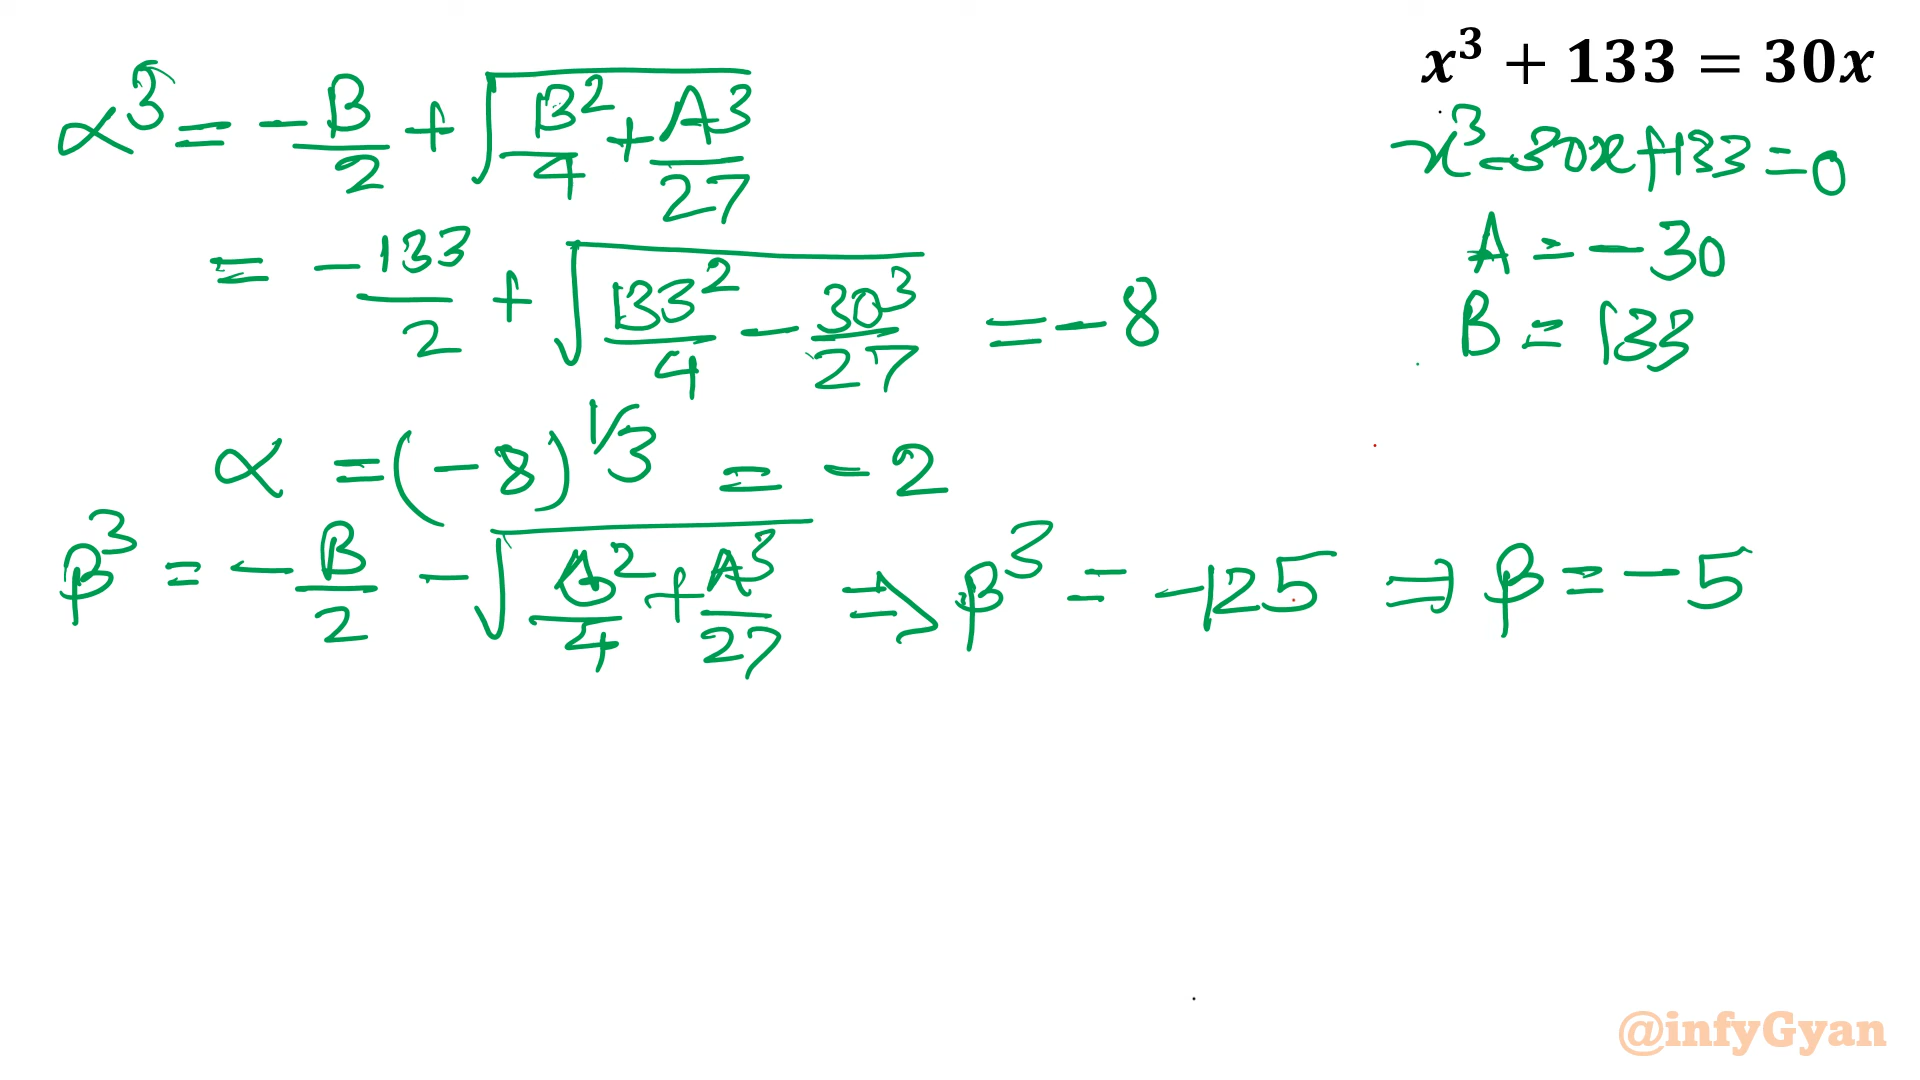 x³ + 133 = 30x
x³ - 30x + 133 = 0
A = - 30
B = 133
α³ = - B/2 + √(B²/4 + A³/27)
= - 133/2 + √(133²/4 - 30³/27) = - 8
α = (-8)^1/3 = - 2
β³ = - B/2 - √(B²/4 + A³/27) ⇒ β³ = - 125 ⇒ β = - 5
@infyGyan